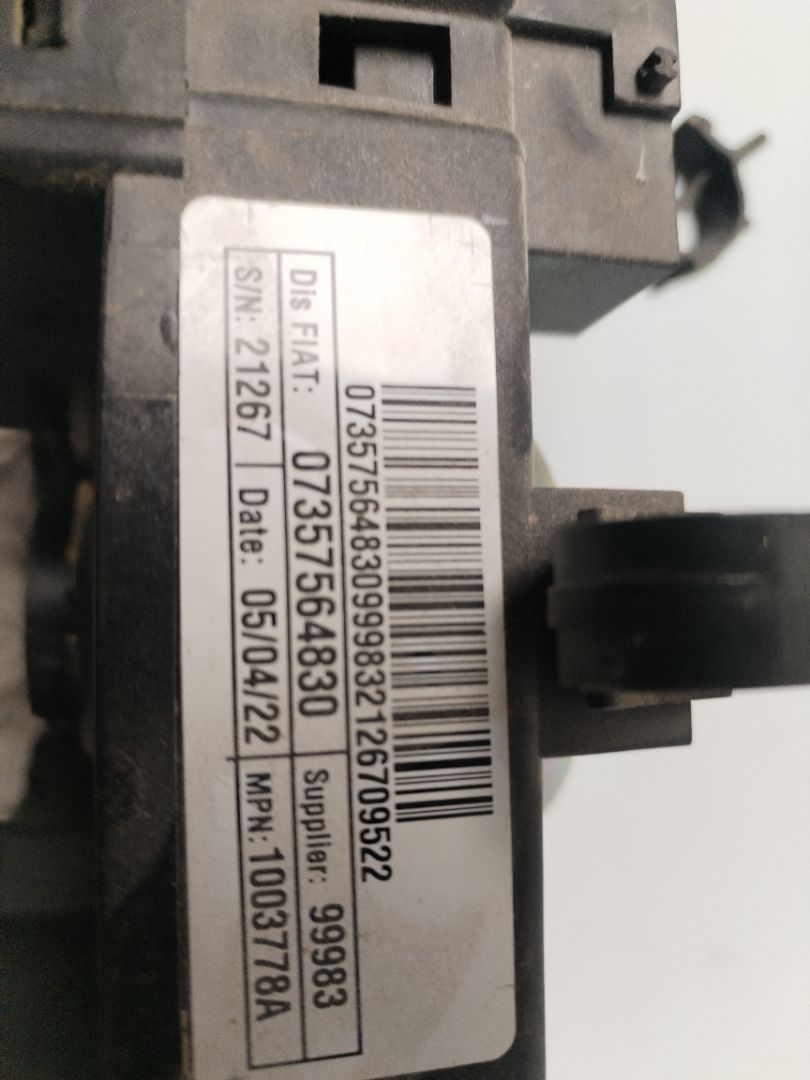 07357564830999832126709522
Dis FIAT: 07357564830 Supplier: 99983
S/N: 21267 Date: 05/04/22 MPN: 1003778A